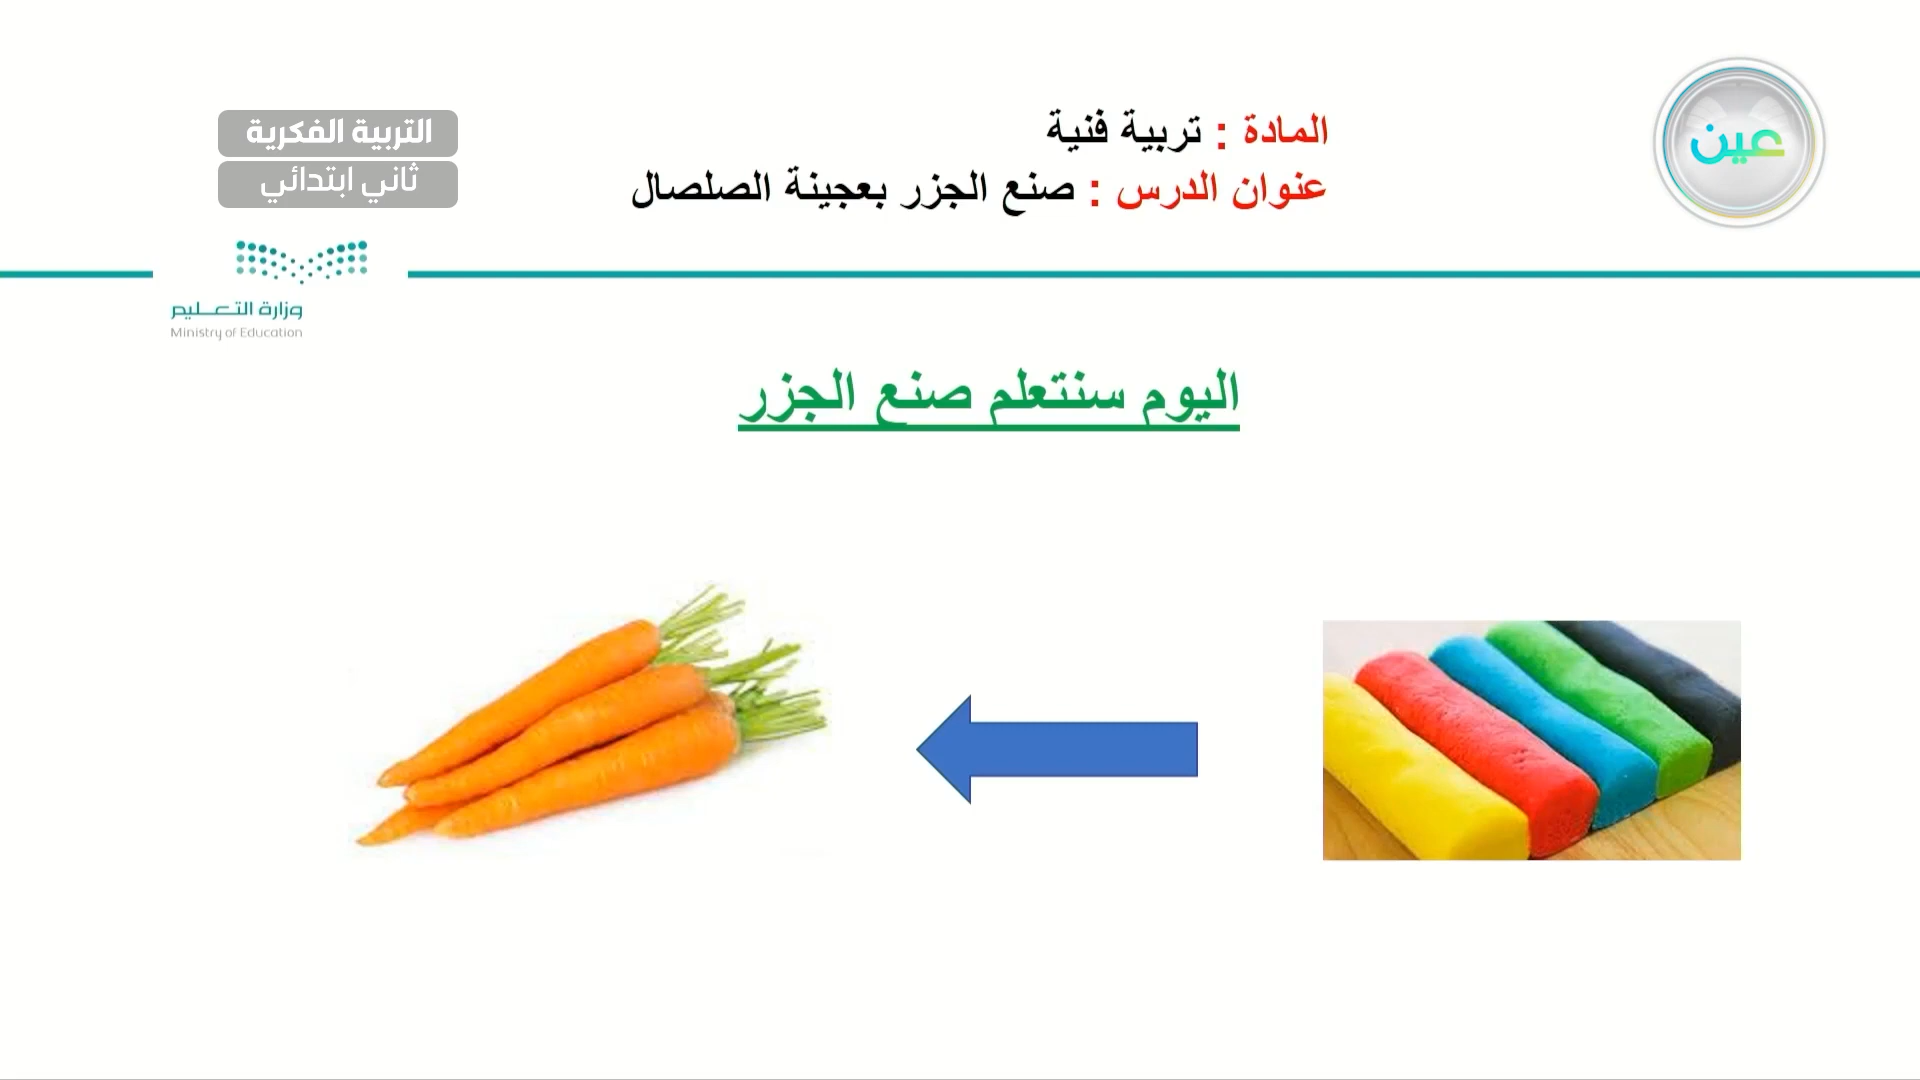 عين
المادة : تربية فنية
عنوان الدرس : صنع الجزر بعجينة الصلصال
التربية الفكرية
ثاني ابتدائي
وزارة التعليم
Ministry of Education
اليوم سنتعلم صنع الجزر